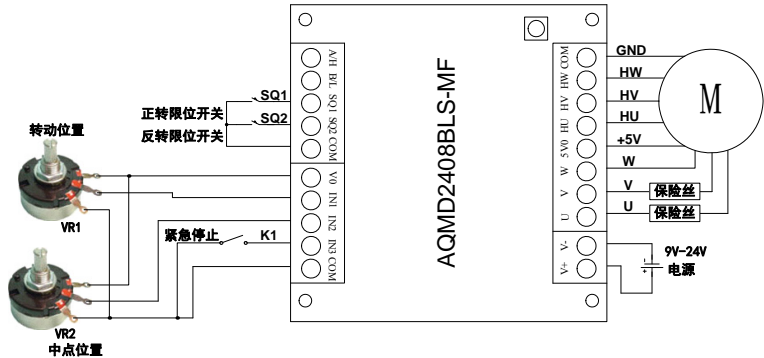 AQMD2408BLS-MF
A/H
B/L
SQ1
SQ2
COM
V0
IN1
IN2
IN3
COM
SQ1
正转限位开关
SQ2
反转限位开关
转动位置
VR1
紧急停止
K1
VR2
中点位置
COM
HW
HV
HU
5V0
W
V
U
V-
V+
GND
HW
HV
HU
+5V
W
V
保险丝
U
保险丝
M
9V-24V
电源
-
+